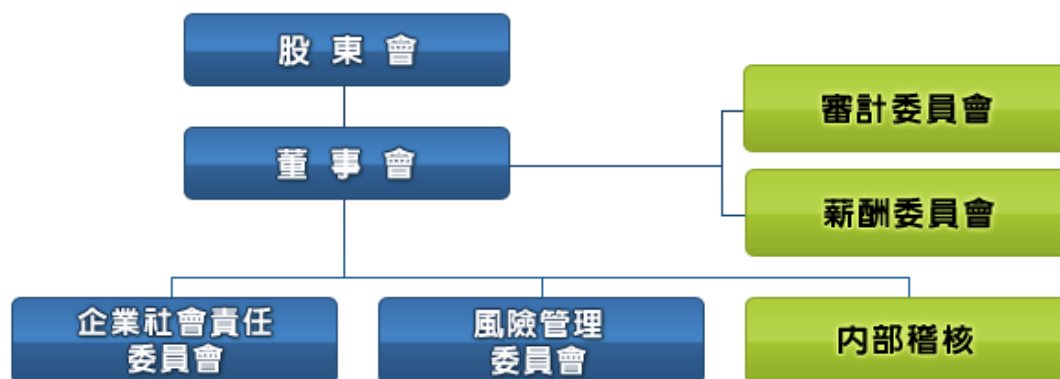 股東會
董事會
審計委員會
薪酬委員會
企業社會責任
委員會
風險管理
委員會
內部稽核